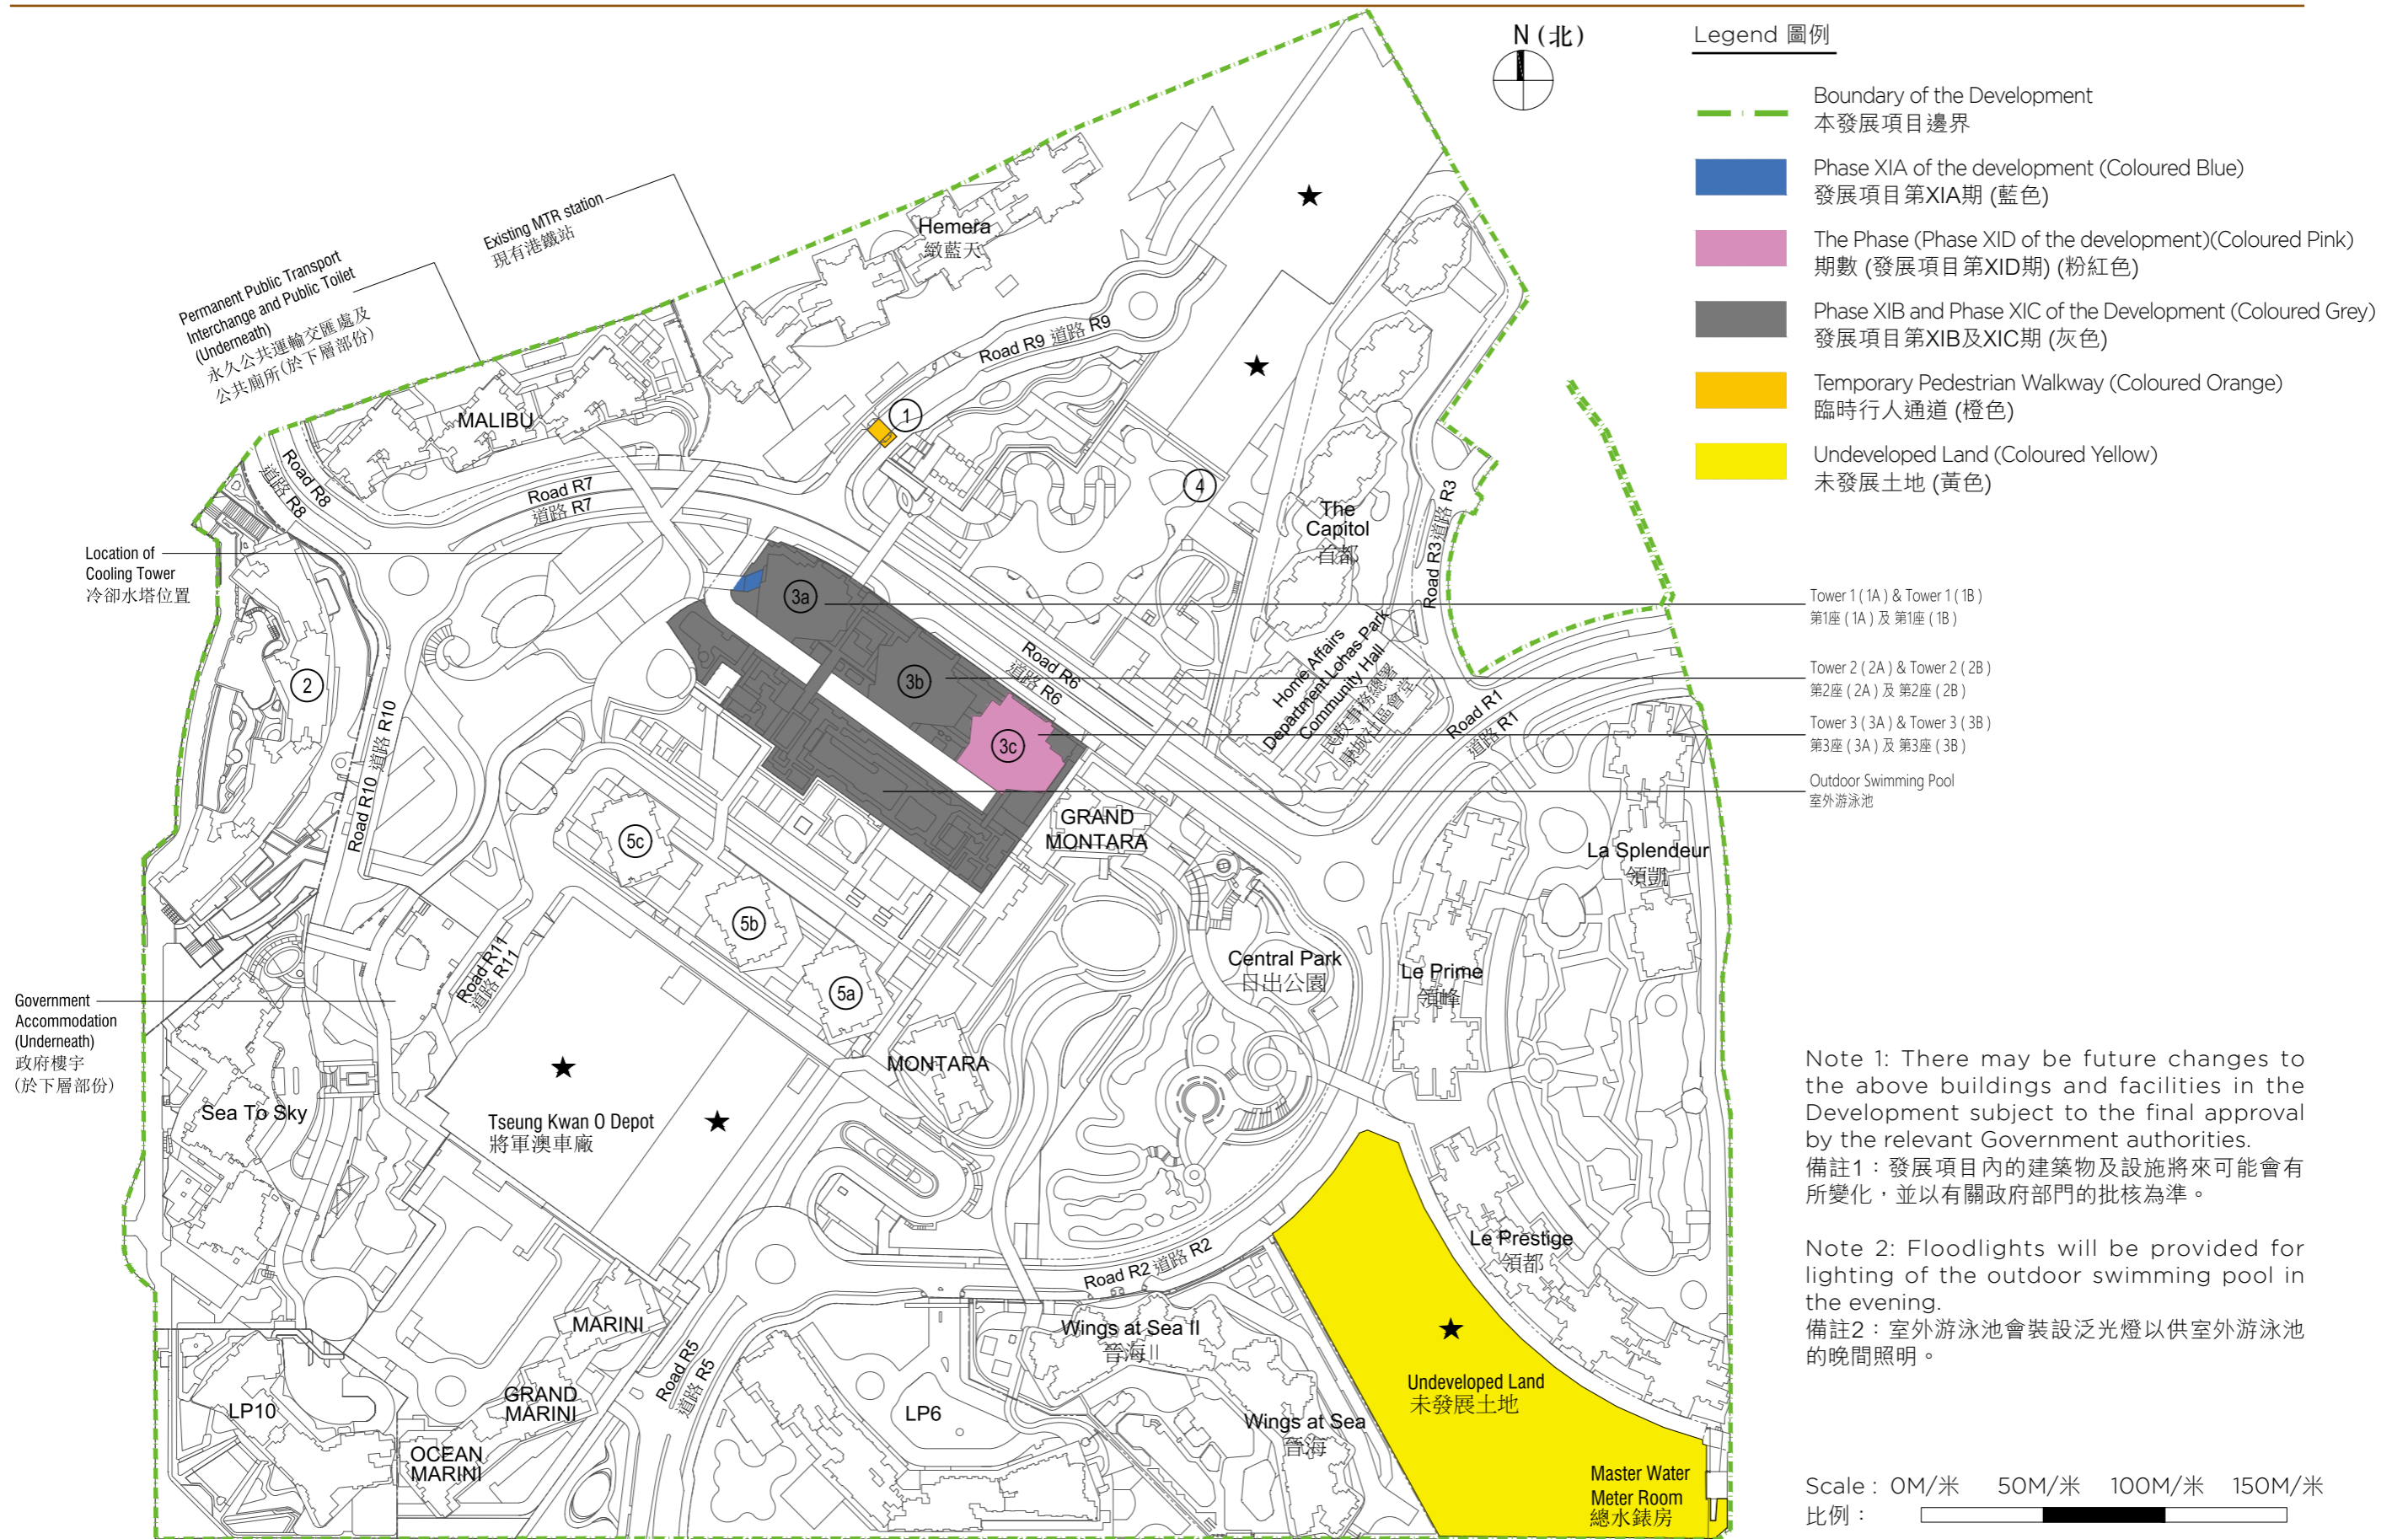 N (北)
Legend 圖例
Boundary of the Development
本發展項目邊界
Phase XIA of the development (Coloured Blue)
發展項目第XIA期 (藍色)
The Phase (Phase XID of the development)(Coloured Pink)
期數 (發展項目第XID期) (粉紅色)
Phase XIB and Phase XIC of the Development (Coloured Grey)
發展項目第XIB及XIC期 (灰色)
Temporary Pedestrian Walkway (Coloured Orange)
臨時行人通道 (橙色)
Undeveloped Land (Coloured Yellow)
未發展土地 (黃色)
Existing MTR station
現有港鐵站
Permanent Public Transport
Interchange and Public Toilet
(Underneath)
永久公共運輸交匯處及
公共廁所(於下層部份)
Hemera
緻藍天
MALIBU
Road R9 道路 R9
1
4
Road R8
道路 R8
Road R7
道路 R7
The
Capitol
首都
Road R3 道路 R3
Location of
Cooling Tower
冷卻水塔位置
2
3a
3b
3c
Road R6
道路 R6
Home Affairs
Department Lohas Park
Community Hall
民政事務總署
康城社區會堂
Road R1
道路 R1
Tower 1 ( 1A ) & Tower 1 ( 1B )
第1座 ( 1A ) 及 第1座 ( 1B )
Tower 2 ( 2A ) & Tower 2 ( 2B )
第2座 ( 2A ) 及 第2座 ( 2B )
Tower 3 ( 3A ) & Tower 3 ( 3B )
第3座 ( 3A ) 及 第3座 ( 3B )
Outdoor Swimming Pool
室外游泳池
Road R10 道路 R10
GRAND
MONTARA
La Splendeur
領凱
5c
5b
5a
Road R11
道路 R11
Central Park
日出公園
Le Prime
領峰
Government
Accommodation
(Underneath)
政府樓宇
(於下層部份)
MONTARA
Sea To Sky
Tseung Kwan O Depot
將軍澳車廠
Le Prestige
領都
Road R2 道路 R2
MARINI
Road R5
道路 R5
Wings at Sea II
晉海II
GRAND
MARINI
LP10
LP6
Wings at Sea
晉海
OCEAN
MARINI
Undeveloped Land
未發展土地
Master Water
Meter Room
總水錶房
Note 1: There may be future changes to
the above buildings and facilities in the
Development subject to the final approval
by the relevant Government authorities.
備註1：發展項目內的建築物及設施將來可能會有
所變化，並以有關政府部門的批核為準。
Note 2: Floodlights will be provided for
lighting of the outdoor swimming pool in
the evening.
備註2：室外游泳池會裝設泛光燈以供室外游泳池
的晚間照明。
Scale : 0M/米 50M/米 100M/米 150M/米
比例：